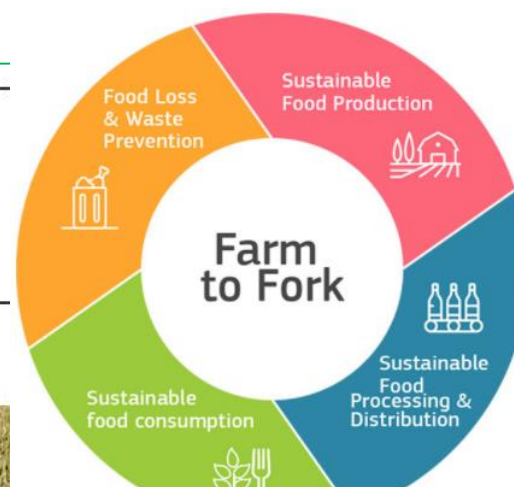 Food Loss
& Waste
Prevention
Sustainable
Food Production
Farm
to Fork
Sustainable
Food
Processing &
Distribution
Sustainable
food consumption